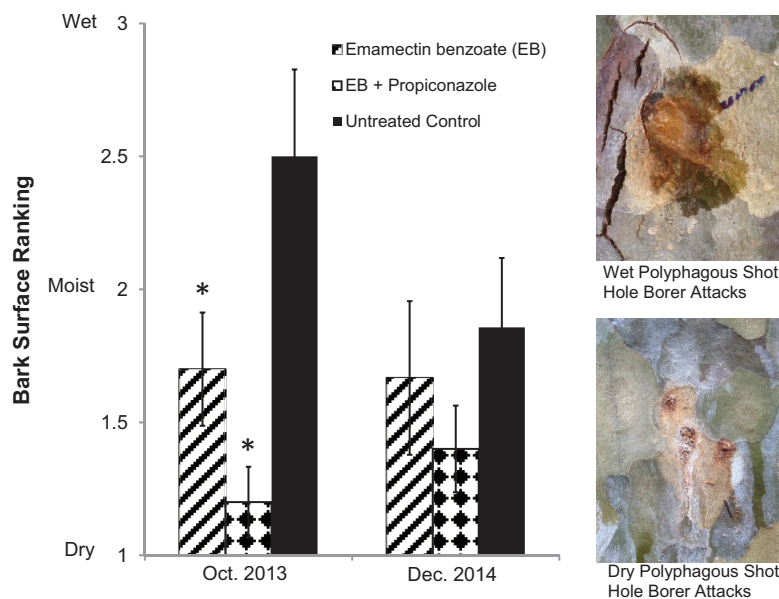 Wet 3
Emamectin benzoate (EB)
EB + Propiconazole
Untreated Control
2.5
Bark Surface Ranking
Moist 2
* *
1.5
Dry 1
Oct. 2013 Dec. 2014
Wet Polyphagous Shot
Hole Borer Attacks
Dry Polyphagous Shot
Hole Borer Attacks